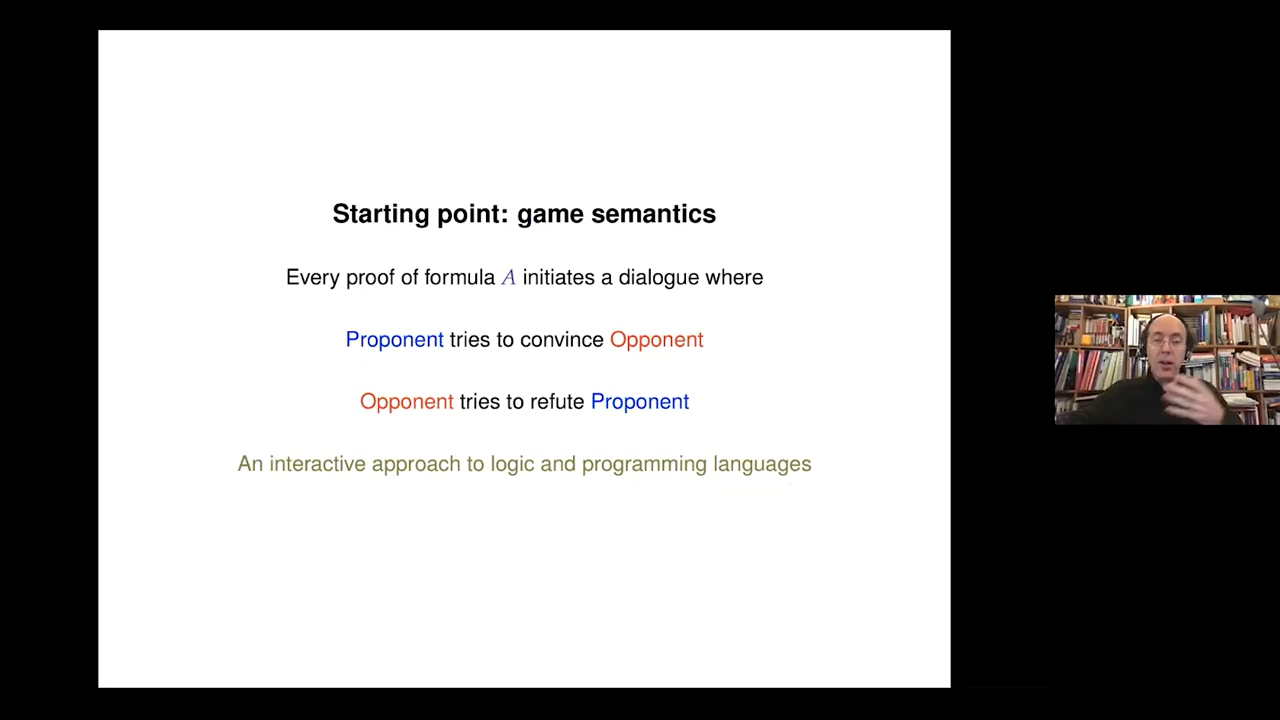 Starting point: game semantics
Every proof of formula A initiates a dialogue where
Proponent tries to convince Opponent
Opponent tries to refute Proponent
An interactive approach to logic and programming languages